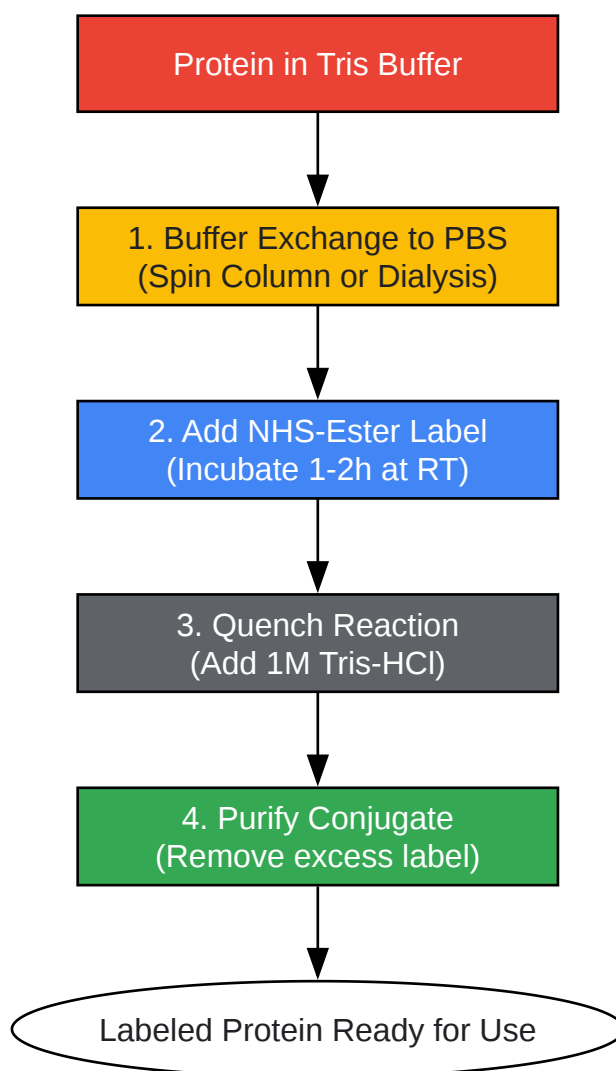 Protein in Tris Buffer
1. Buffer Exchange to PBS
(Spin Column or Dialysis)
2. Add NHS-Ester Label
(Incubate 1-2h at RT)
3. Quench Reaction
(Add 1M Tris-HCl)
4. Purify Conjugate
(Remove excess label)
Labeled Protein Ready for Use